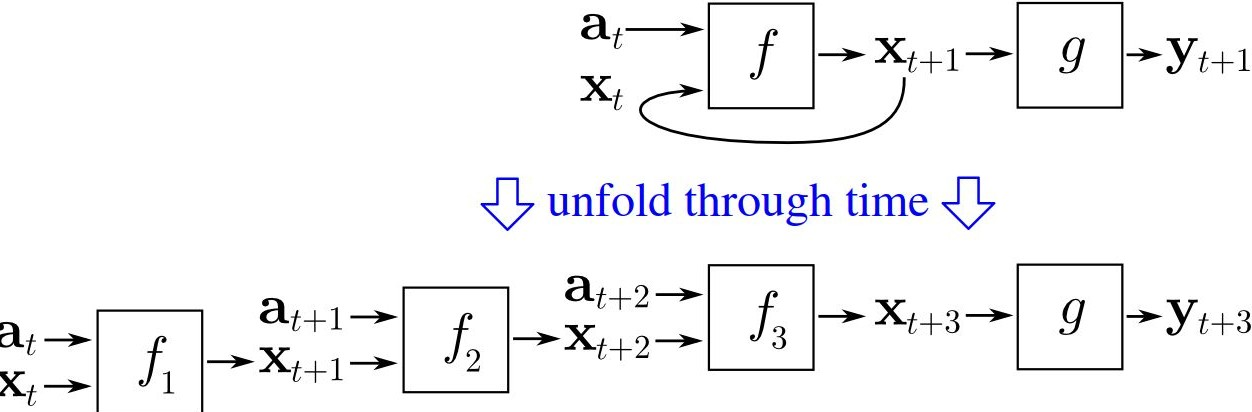 a_t f x_{t+1} g y_{t+1}
x_t
unfold through time
a_t f_1 a_{t+1} f_2 a_{t+2} f_3 x_{t+3} g y_{t+3}
x_t x_{t+1} x_{t+2}